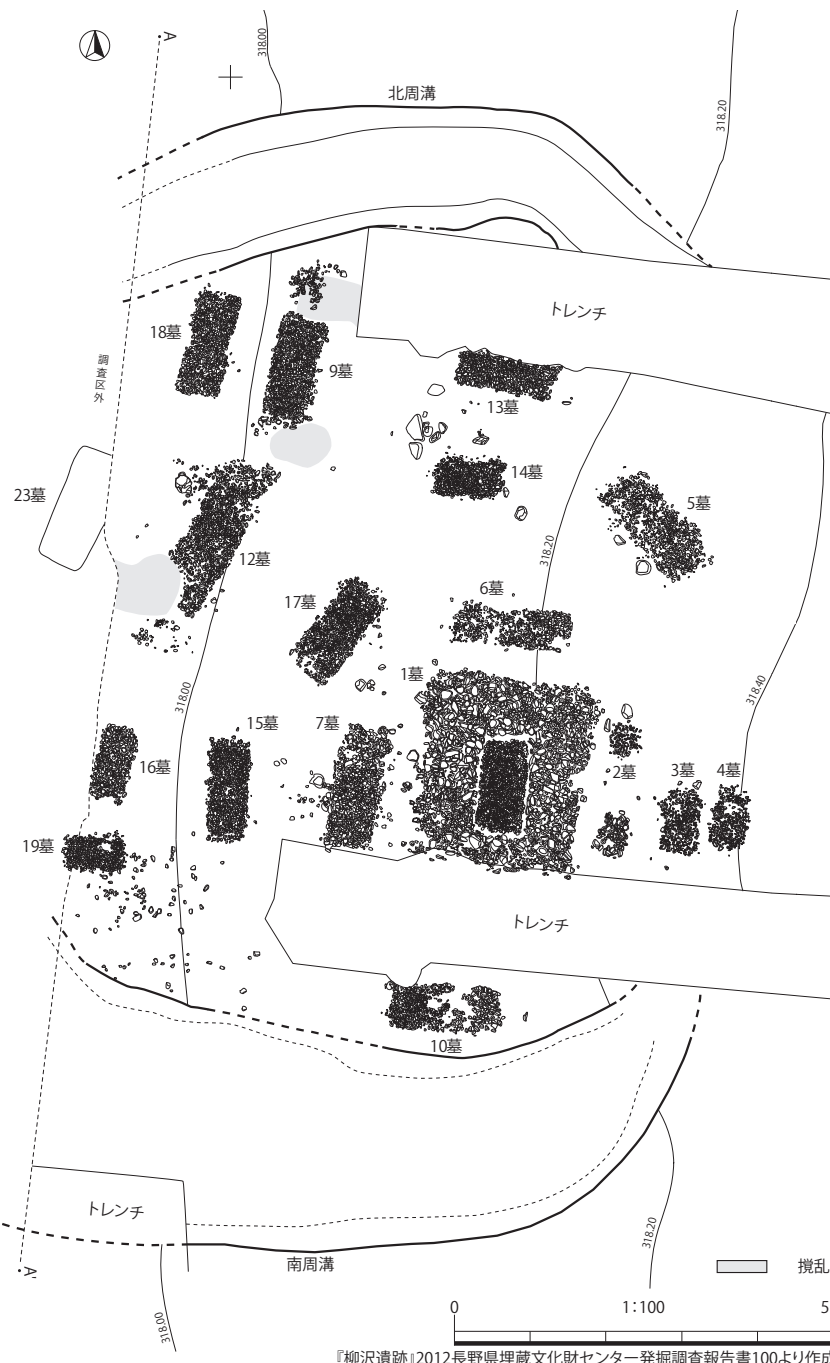 A
318.00
北周溝
318.20
トレンチ
18墓
9墓
調査区外
13墓
23墓
14墓
5墓
12墓
318.20
17墓
6墓
1墓
318.00
318.40
15墓
7墓
16墓
2墓
3墓
4墓
19墓
トレンチ
10墓
トレンチ
318.20
A'
南周溝
撹乱
318.00
0
1:100
5
『柳沢遺跡』2012長野県埋蔵文化財センター発掘調査報告書100より作成